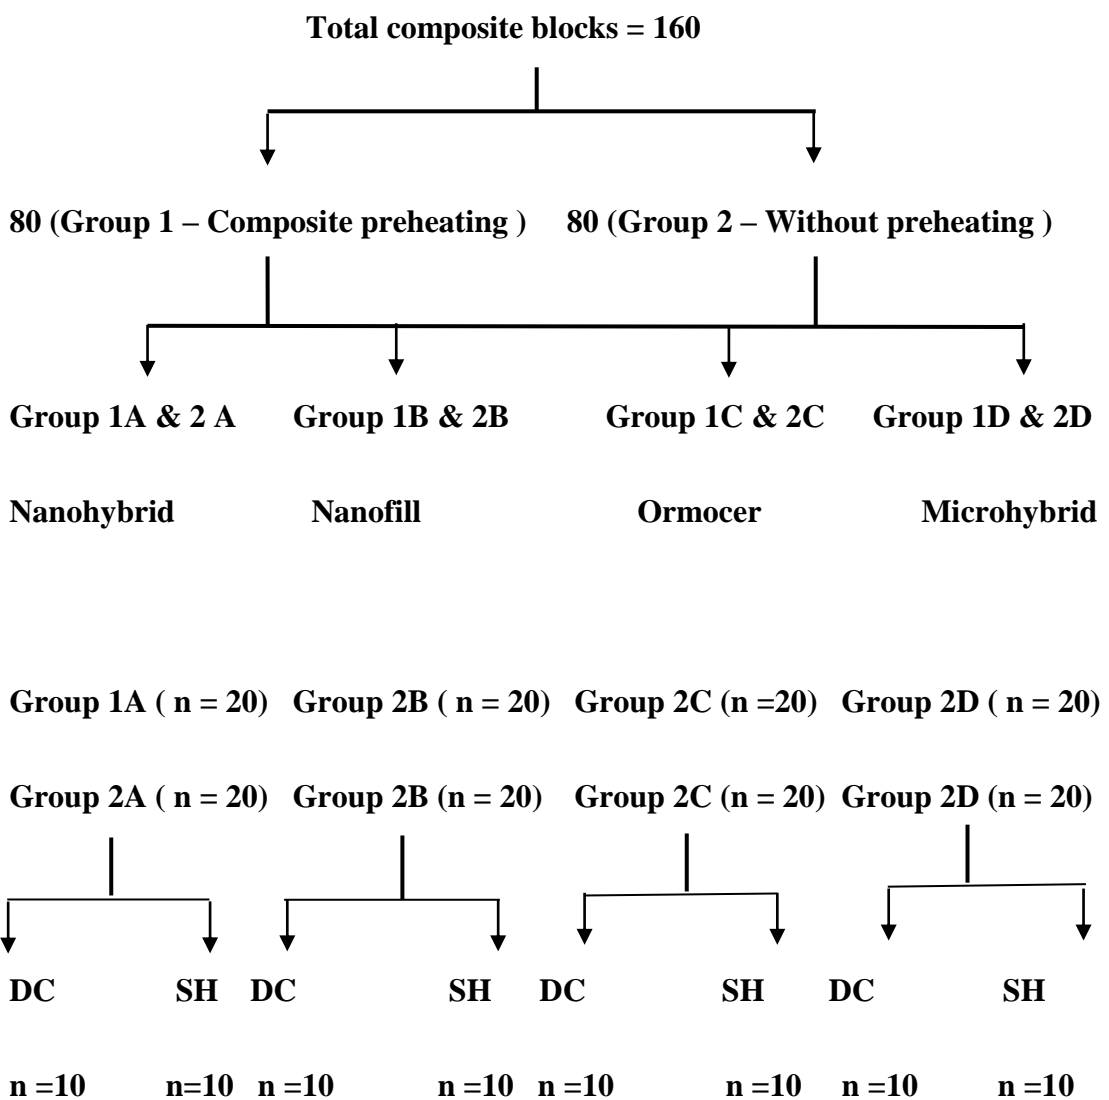 Total composite blocks = 160
80 (Group 1 – Composite preheating ) 80 (Group 2 – Without preheating )
Group 1A & 2 A Group 1B & 2B Group 1C & 2C Group 1D & 2D
Nanohybrid Nanofill Ormocer Microhybrid
Group 1A ( n = 20) Group 2B ( n = 20) Group 2C (n =20) Group 2D ( n = 20)
Group 2A ( n = 20) Group 2B (n = 20) Group 2C (n = 20) Group 2D (n = 20)
DC SH DC SH DC SH DC SH
n =10 n=10 n =10 n =10 n =10 n =10 n =10 n =10